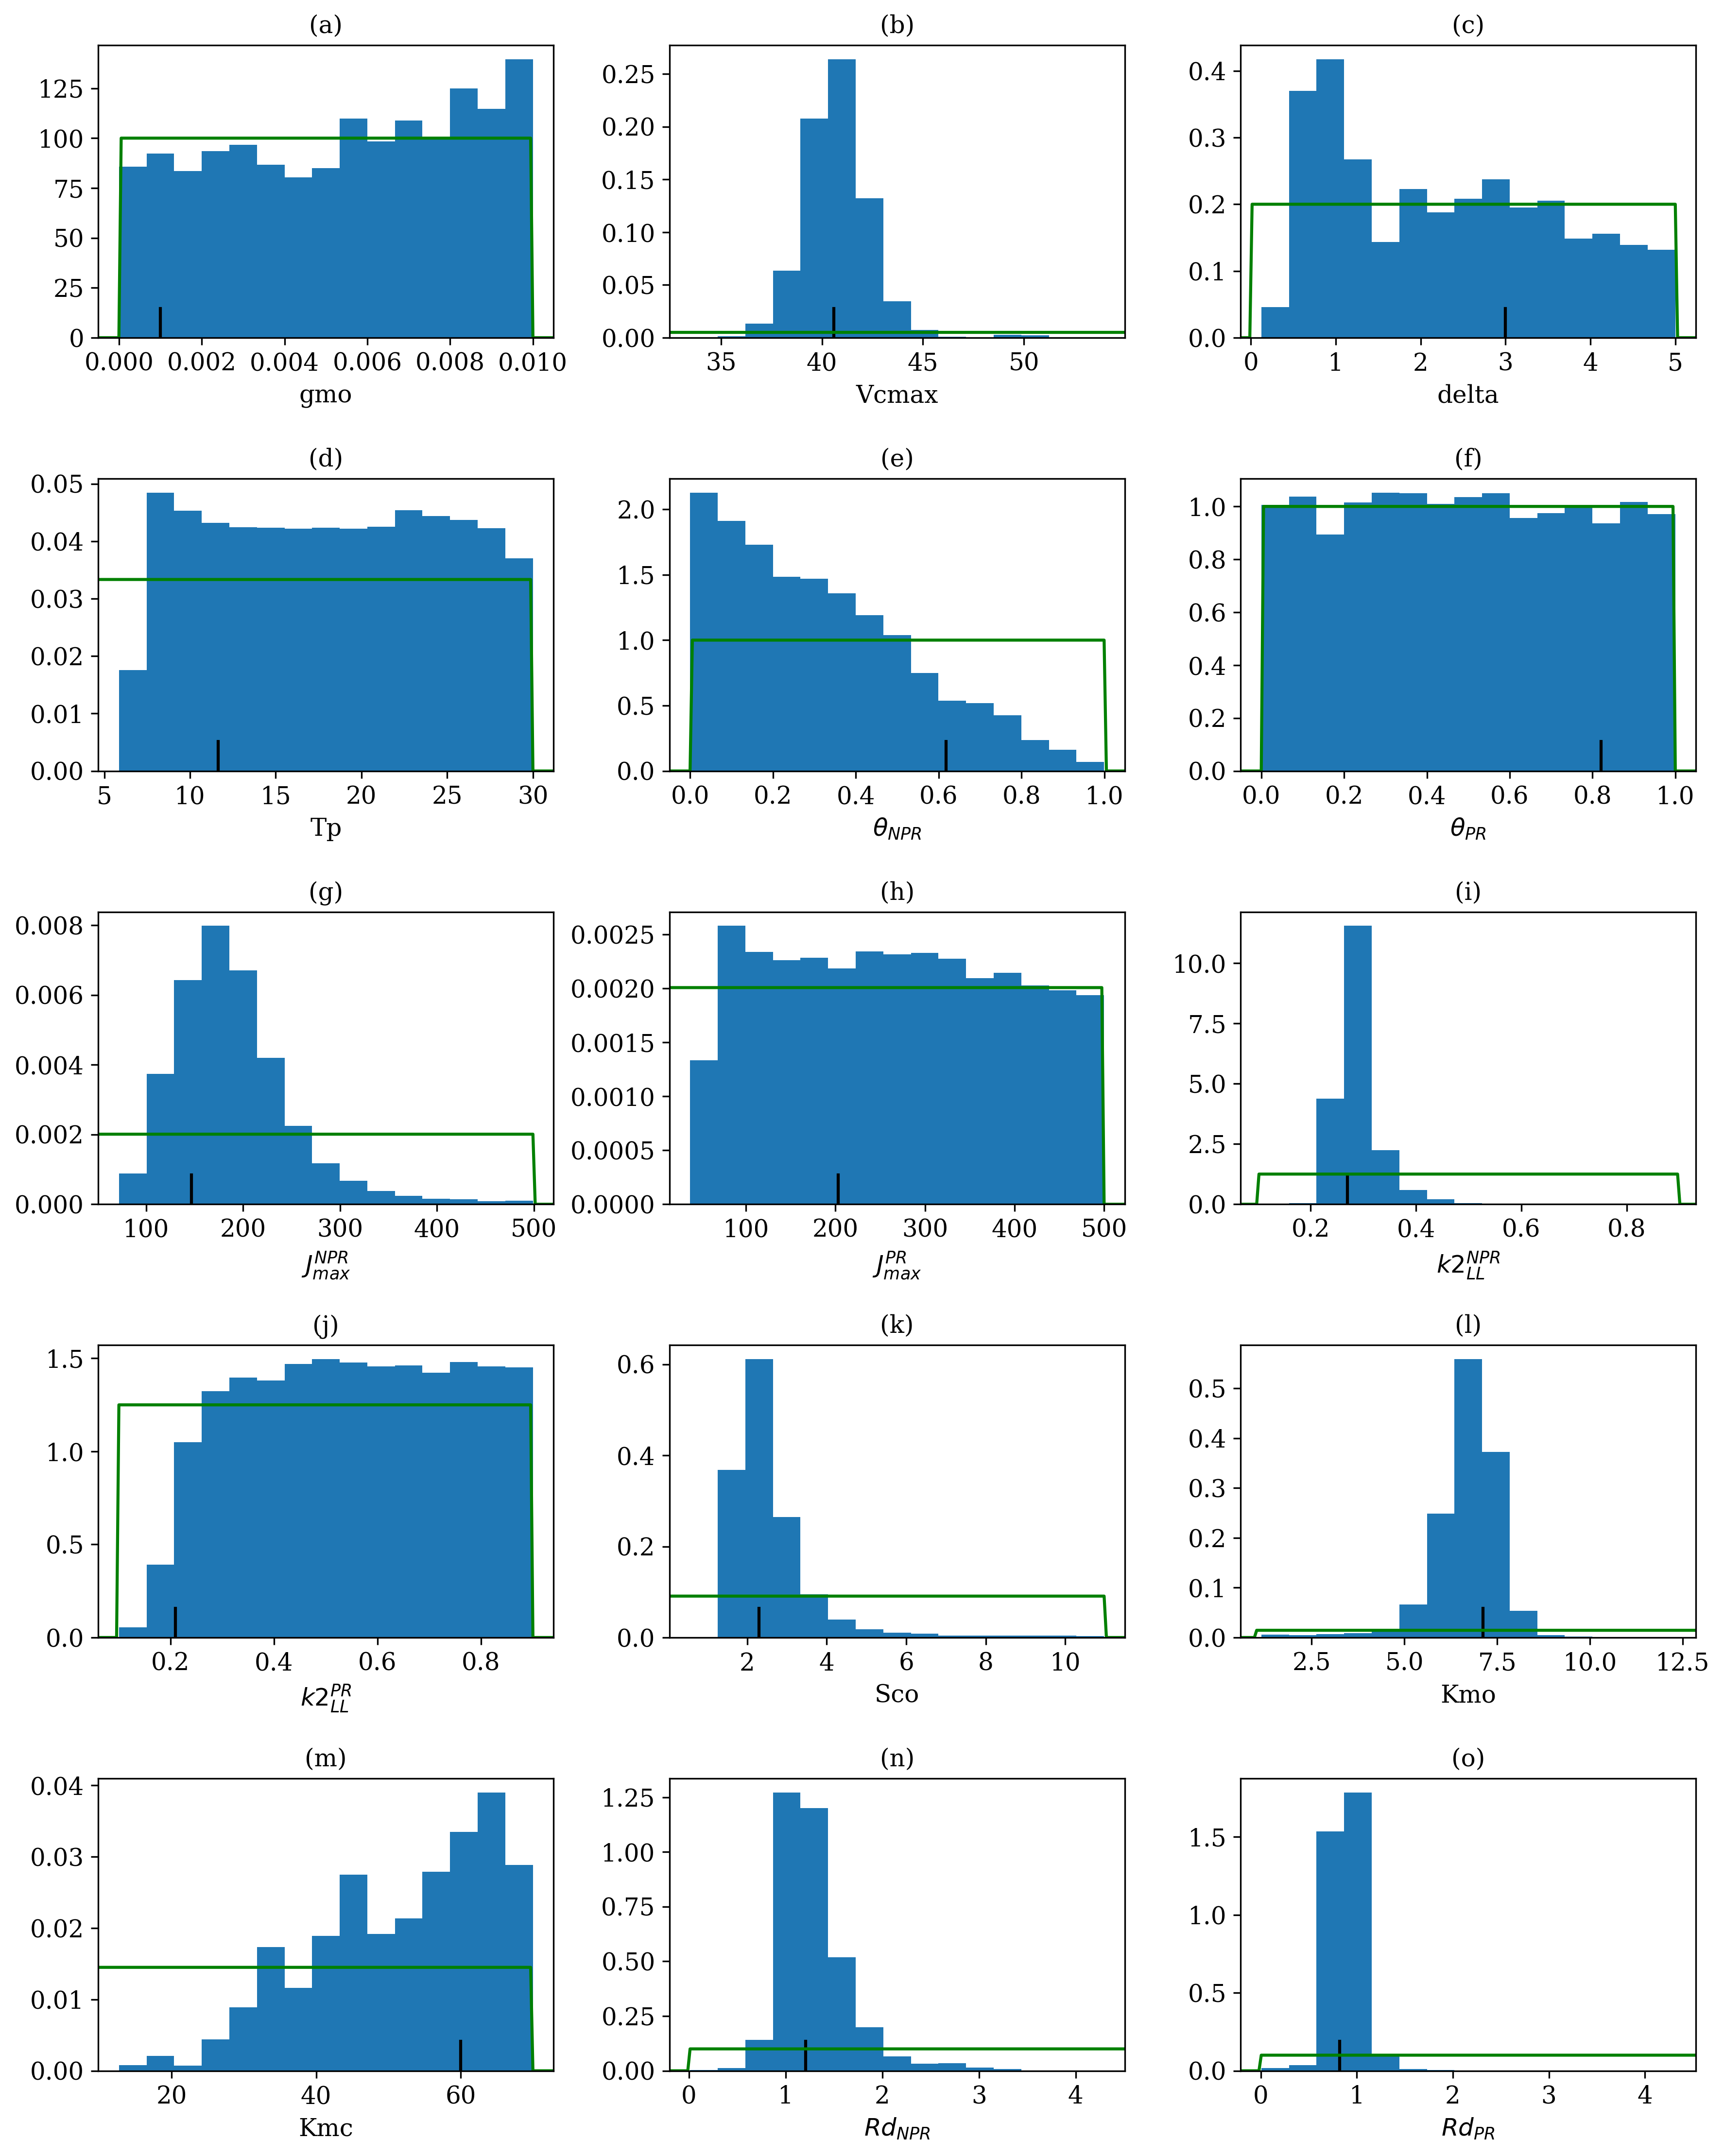 (a) (b) (c)
125 0.25 0.4
100 0.20 0.3
75 0.15 0.2
50 0.10 0.1
25 0.05 0.0
0 0.00
0.000 0.002 0.004 0.006 0.008 0.010 35 40 45 50 0 1 2 3 4 5
gmo Vcmax delta
(d) (e) (f)
0.05 2.0 1.0
0.04 1.5 0.8
0.03 1.0 0.6
0.02 0.5 0.4
0.01 0.0 0.2
0.00 0.0
5 10 15 20 25 30 0.0 0.2 0.4 0.6 0.8 1.0 0.0 0.2 0.4 0.6 0.8 1.0
Tp θ_NPR θ_PR
(g) (h) (i)
0.008 0.0025 10.0
0.006 0.0020 7.5
0.004 0.0015 5.0
0.002 0.0010 2.5
0.000 0.0005 0.0
0.0000
100 200 300 400 500 100 200 300 400 500 0.2 0.4 0.6 0.8
J_max^NPR J_max^PR k2_LL^NPR
(j) (k) (l)
1.5 0.6 0.5
1.0 0.4 0.4
0.5 0.2 0.3
0.0 0.0 0.2
0.1
0.0
0.2 0.4 0.6 0.8 2 4 6 8 10 2.5 5.0 7.5 10.0 12.5
k2_LL^PR Sco Kmo
(m) (n) (o)
0.04 1.25 1.5
0.03 1.00 1.0
0.02 0.75 0.5
0.01 0.50 0.0
0.00 0.25
0.00
20 40 60 0 1 2 3 4 0 1 2 3 4
Kmc Rd_NPR Rd_PR